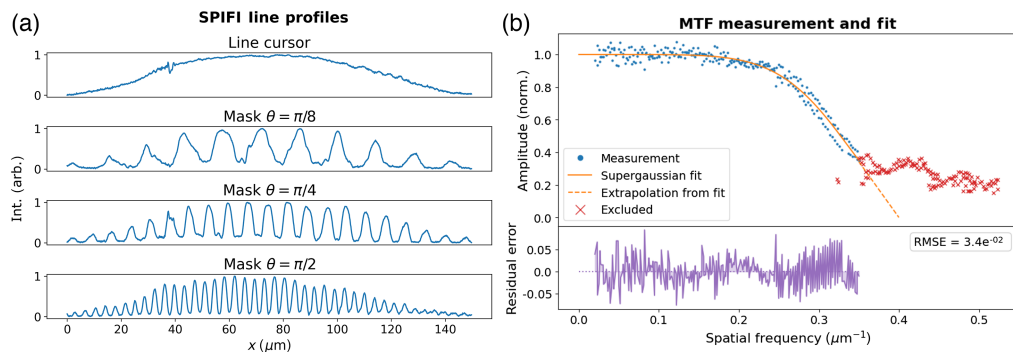 (a)
SPIFI line profiles
Line cursor
1
0
Mask θ = π/8
1
0
Mask θ = π/4
1
0
Mask θ = π/2
1
0
0 20 40 60 80 100 120 140
x (μm)
Int. (arb.)
(b)
MTF measurement and fit
1.0
0.8
0.6
0.4
0.2
0.0
Amplitude (norm.)
Measurement
Supergaussian fit
Extrapolation from fit
Excluded
RMSE = 3.4e⁻⁰²
0.05
0.00
-0.05
Residual error
0.0 0.1 0.2 0.3 0.4 0.5
Spatial frequency (μm⁻¹)